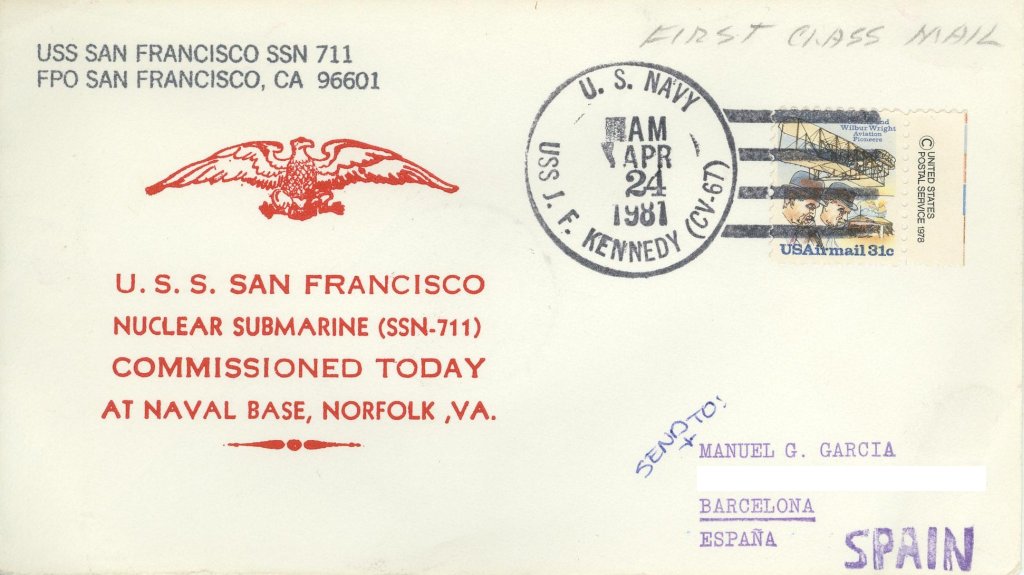 USS SAN FRANCISCO SSN 711
FPO SAN FRANCISCO, CA 96601
FIRST CLASS MAIL
U. S. NAVY
AM
APR
24
1981
USS J. F. KENNEDY (CV-67)
Wilbur Wright
Aviation
Pioneers
USAirmail 31c
© UNITED STATES
POSTAL SERVICE 1978
U. S. S. SAN FRANCISCO
NUCLEAR SUBMARINE (SSN-711)
COMMISSIONED TODAY
AT NAVAL BASE, NORFOLK ,VA.
SEND TO!
MANUEL G. GARCIA
BARCELONA
ESPAÑA
SPAIN